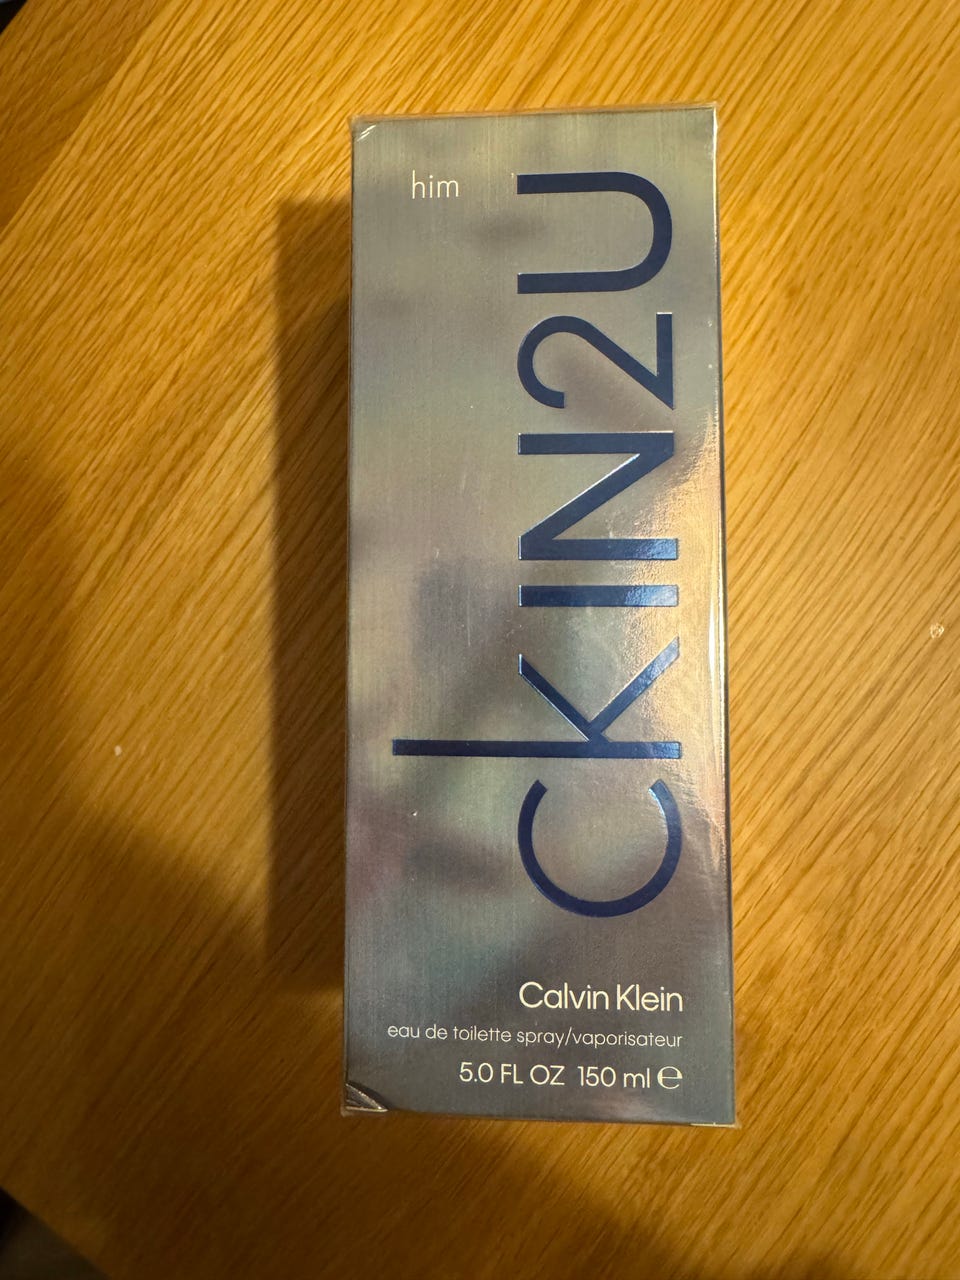 him
ckIN2U
Calvin Klein
eau de toilette spray/vaporisateur
5.0 FL OZ 150 ml ℮